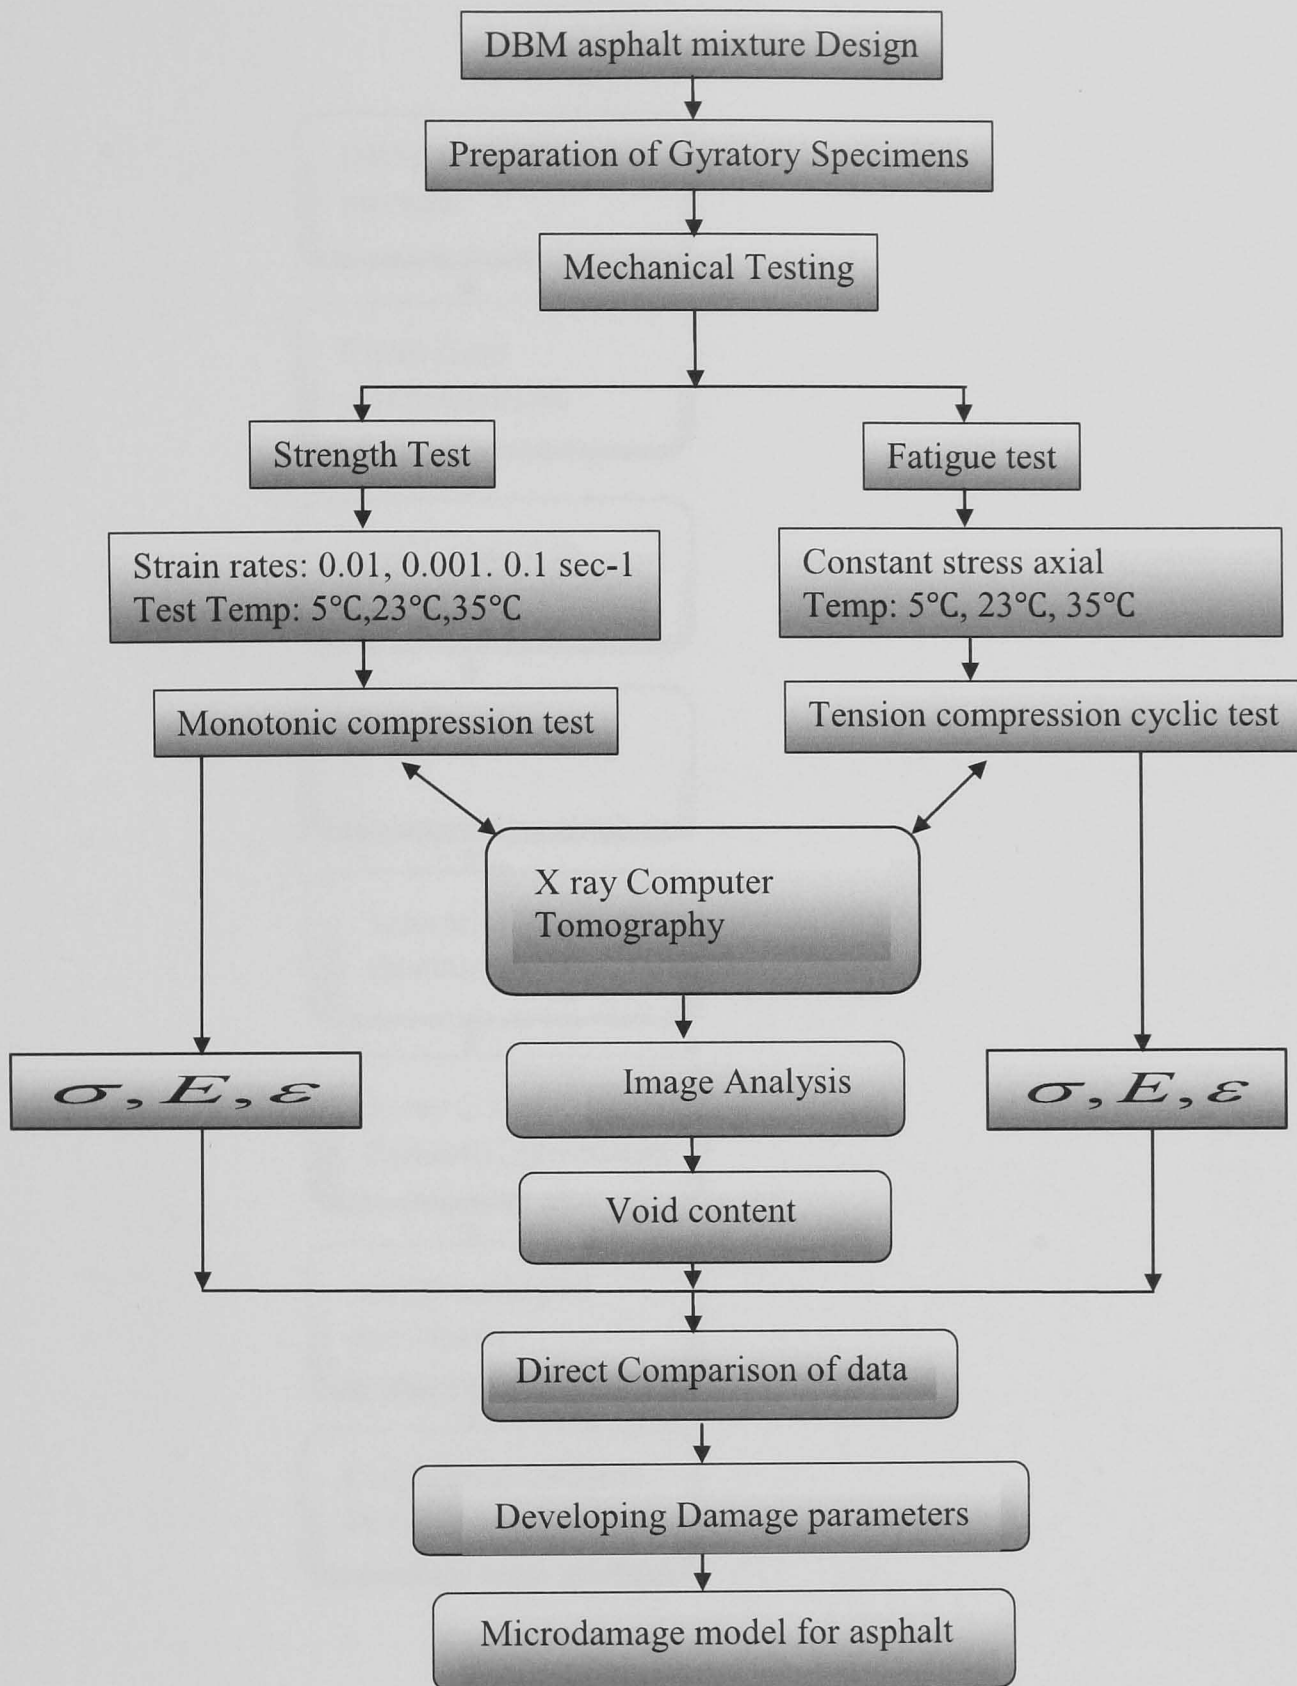 DBM asphalt mixture Design
Preparation of Gyratory Specimens
Mechanical Testing
Strength Test
Fatigue test
Strain rates: 0.01, 0.001. 0.1 sec-1
Test Temp: 5°C,23°C,35°C
Constant stress axial
Temp: 5°C, 23°C, 35°C
Monotonic compression test
Tension compression cyclic test
X ray Computer
Tomography
σ, E, ε
Image Analysis
σ, E, ε
Void content
Direct Comparison of data
Developing Damage parameters
Microdamage model for asphalt